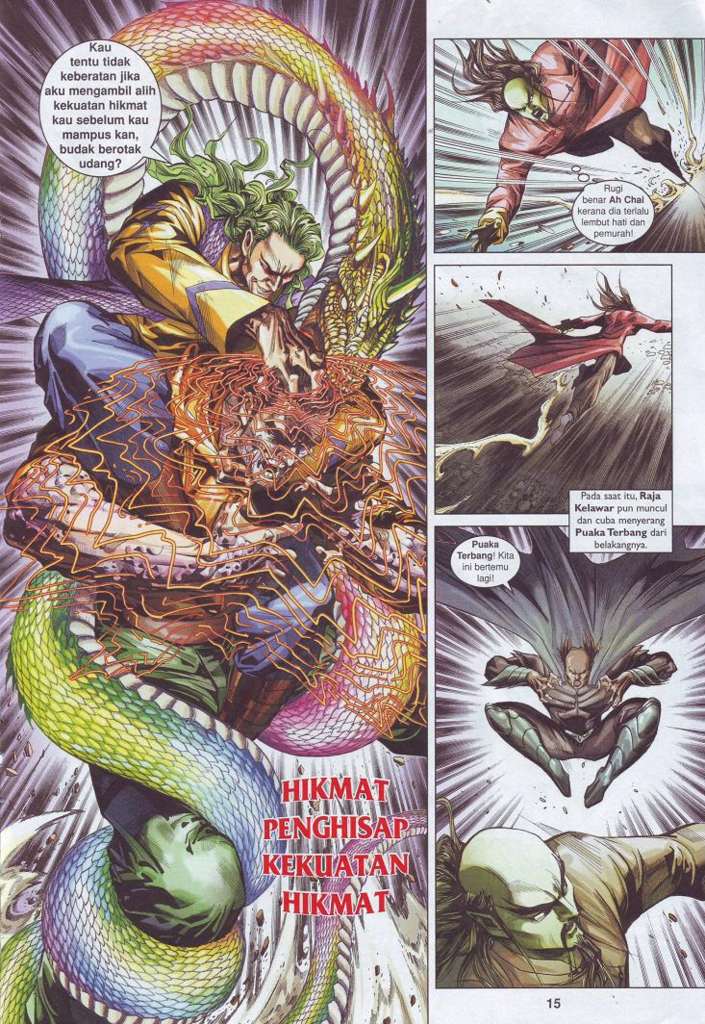 Kau
tentu tidak
keberatan jika
aku mengambil alih
kekuatan hikmat
kau sebelum kau
mampus kan,
budak berotak
udang?
HIKMAT
PENGHISAP
KEKUATAN
HIKMAT
Rugi
benar Ah Chai
kerana dia terlalu
lembut hati dan
pemurah!
Pada saat itu, Raja
Kelawar pun muncul
dan cuba menyerang
Puaka Terbang dari
belakangnya.
Puaka
Terbang! Kita
ini bertemu
lagi!
15